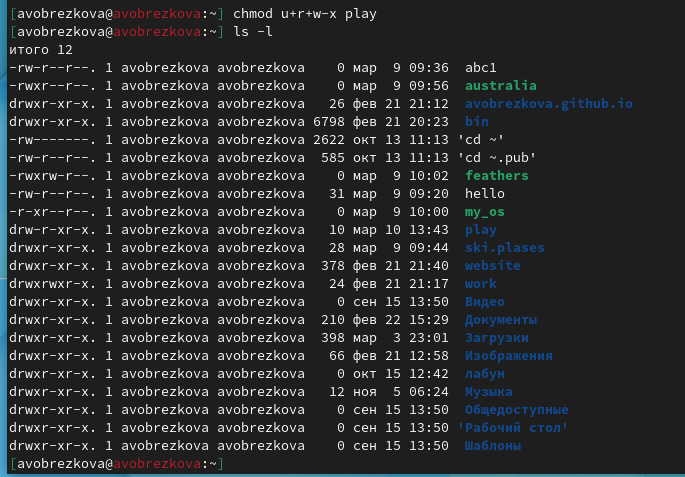 [avobrezkova@avobrezkova:~] chmod u+r+w-x play
[avobrezkova@avobrezkova:~] ls -l
итого 12
-rw-r--r--. 1 avobrezkova avobrezkova    0 мар  9 09:36  abc1
-rwxr--r--. 1 avobrezkova avobrezkova    0 мар  9 09:56  australia
drwxr-xr-x. 1 avobrezkova avobrezkova   26 фев 21 21:12  avobrezkova.github.io
drwxr-xr-x. 1 avobrezkova avobrezkova 6798 фев 21 20:23  bin
-rw-------. 1 avobrezkova avobrezkova 2622 окт 13 11:13 'cd ~'
-rw-r--r--. 1 avobrezkova avobrezkova  585 окт 13 11:13 'cd ~.pub'
-rwxrw-r--. 1 avobrezkova avobrezkova    0 мар  9 10:02  feathers
-rw-r--r--. 1 avobrezkova avobrezkova   31 мар  9 09:20  hello
-r-xr--r--. 1 avobrezkova avobrezkova    0 мар  9 10:00  my_os
drw-r-xr-x. 1 avobrezkova avobrezkova   10 мар 10 13:43  play
drwxr-xr-x. 1 avobrezkova avobrezkova   28 мар  9 09:44  ski.plases
drwxr-xr-x. 1 avobrezkova avobrezkova  378 фев 21 21:40  website
drwxrwxr-x. 1 avobrezkova avobrezkova   24 фев 21 21:17  work
drwxr-xr-x. 1 avobrezkova avobrezkova    0 сен 15 13:50  Видео
drwxr-xr-x. 1 avobrezkova avobrezkova  210 фев 22 15:29  Документы
drwxr-xr-x. 1 avobrezkova avobrezkova  398 мар  3 23:01  Загрузки
drwxr-xr-x. 1 avobrezkova avobrezkova   66 фев 21 12:58  Изображения
drwxr-xr-x. 1 avobrezkova avobrezkova    0 окт 15 12:42  лабун
drwxr-xr-x. 1 avobrezkova avobrezkova   12 ноя  5 06:24  Музыка
drwxr-xr-x. 1 avobrezkova avobrezkova    0 сен 15 13:50  Общедоступные
drwxr-xr-x. 1 avobrezkova avobrezkova    0 сен 15 13:50 'Рабочий стол'
drwxr-xr-x. 1 avobrezkova avobrezkova    0 сен 15 13:50  Шаблоны
[avobrezkova@avobrezkova:~]